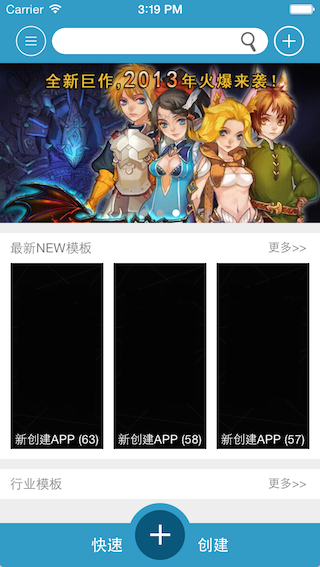 Carrier 3:19 PM
全新巨作,2013年火爆来袭!
最新NEW模板 更多>>
新创建APP (63) 新创建APP (58) 新创建APP (57)
行业模板 更多>>
快速 创建